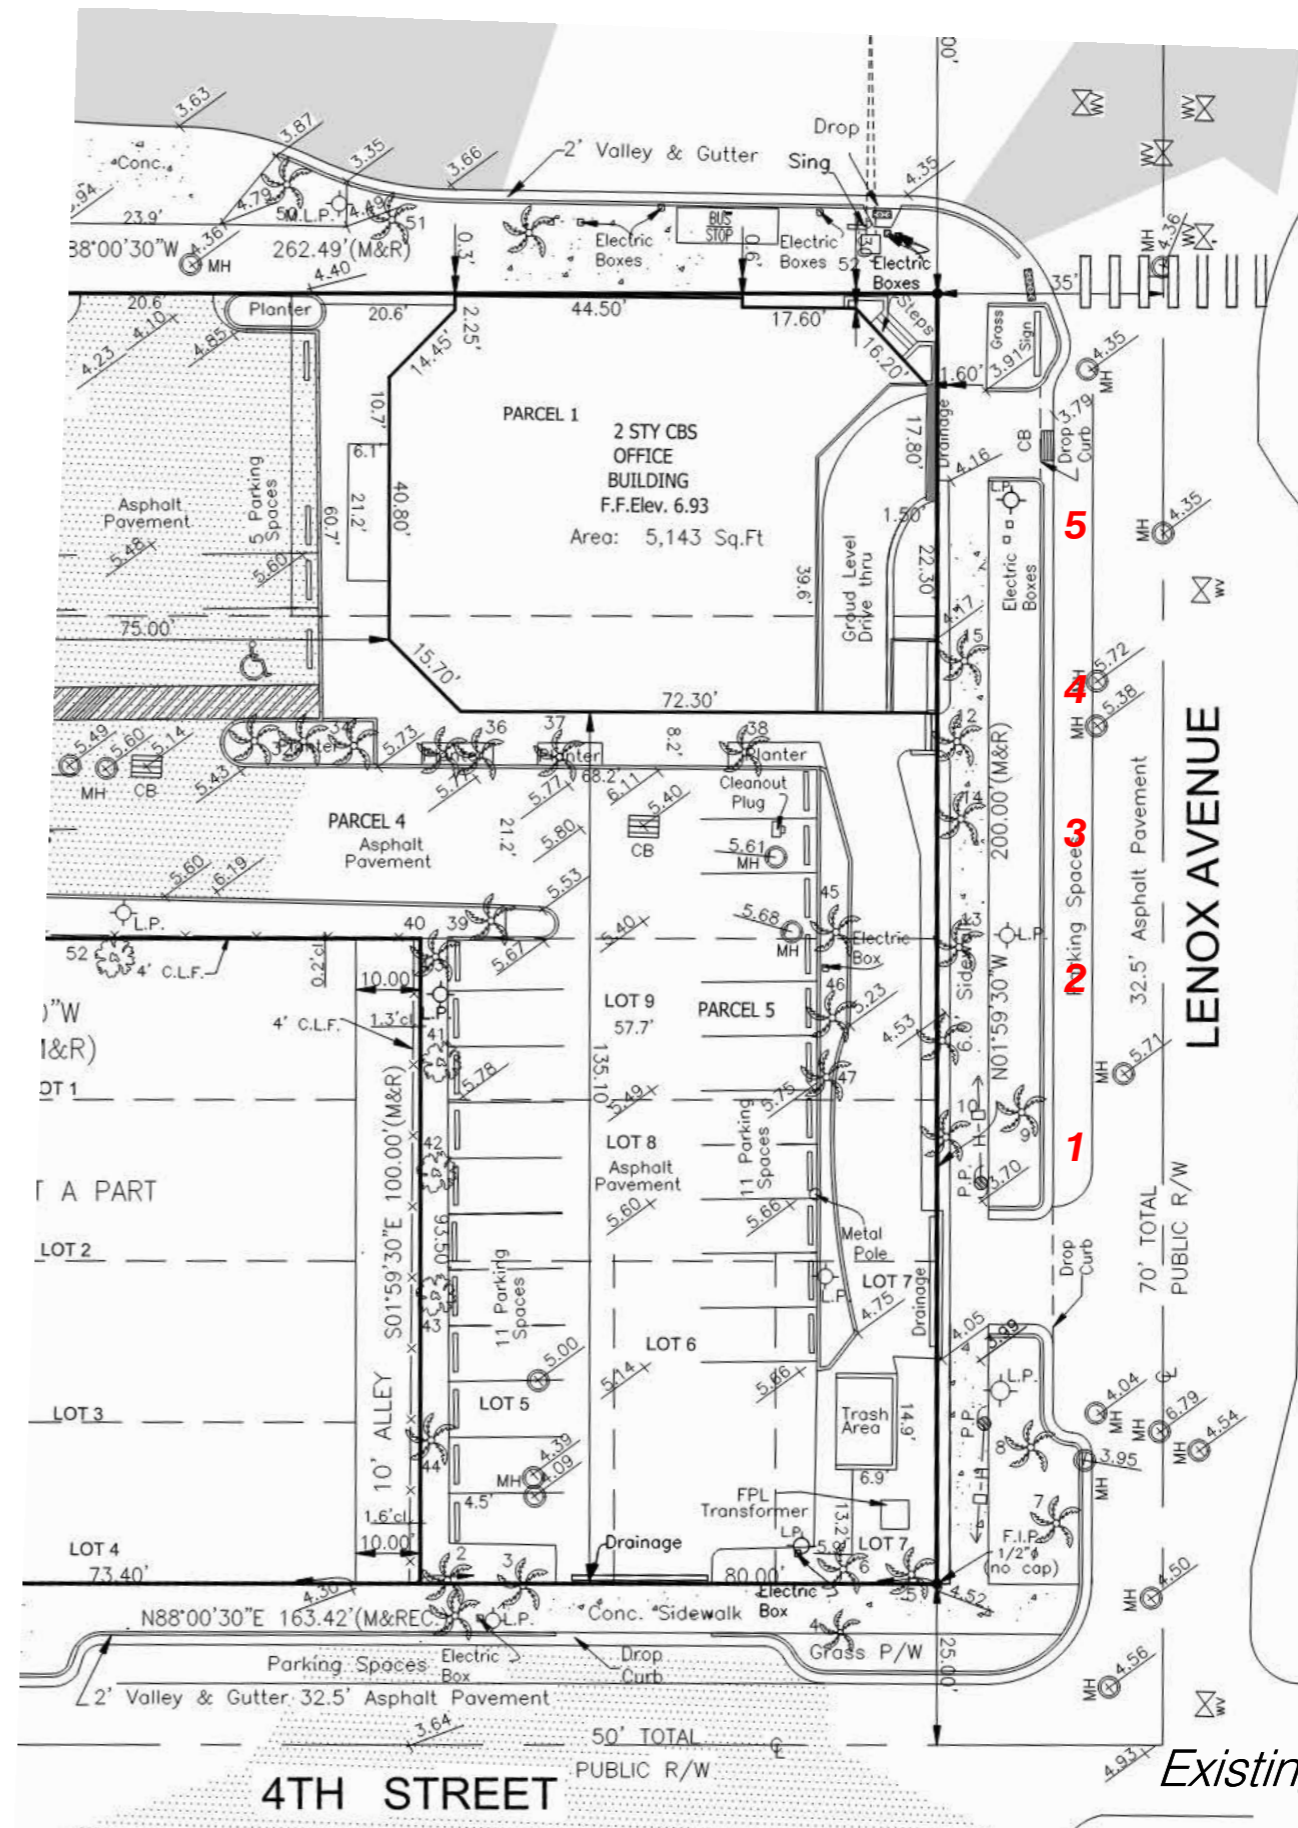 3.63
3.87
3.35
3.66
2' Valley & Gutter
Drop
Sing
4.35
00'
WV
WV
WV
WV
Conc.
3.94
4.79
50
L.P.
4.49
51
23.9'
88°00'30"W
262.49'(M&R)
4.36
MH
4.40
0.3'
Electric
Boxes
BUS
STOP
0.6'
Electric
Boxes
52
Electric
Boxes
MH
4.36
35'
20.6'
4.10
4.23
4.85
Planter
20.6'
2.25'
44.50'
17.60'
Steps
16.20'
14.45'
Grass
Sign
1.60'
3.91
4.35
MH
10.7'
PARCEL 1
2 STY CBS
OFFICE
BUILDING
F.F.Elev. 6.93
Area: 5,143 Sq.Ft
17.80'
Drainage
3.79
CB
Drop
Curb
4.16
L.P.
6.1'
21.2'
40.80'
60.7'
5 Parking
Spaces
Asphalt
Pavement
5.48
5.60
1.50'
22.30'
39.6'
Groud Level
Drive thru
Electric
Boxes
5
MH
4.35
WV
75.00'
15.70'
72.30'
4.17
15
5.72
4
MH
5.38
5.49
5.60
5.14
MH
CB
5.43
34
Planter
5.73
36
37
38
8.2'
Planter
68.2'
5.77
6.11
5.40
CB
Cleanout
Plug
12
14
200.00'(M&R)
3
Parking Spaces
32.5' Asphalt Pavement
LENOX AVENUE
PARCEL 4
Asphalt
Pavement
21.2'
5.80
5.61
MH
5.60
6.19
5.53
L.P.
52
4' C.L.F.
0.2'cl
40
39
5.67
5.40
5.68
MH
45
Electric
Box
46
13
L.P.
6.0' Sidewalk
N01°59'30"W
2
10.00'
1.3'cl
4' C.L.F.
L.P.
41
LOT 9
57.7'
PARCEL 5
5.23
4.53
0"W
M&R)
LOT 1
5.78
135.10'
5.49
5.75
47
MH
5.71
10
9
1
S01°59'30"E 100.00'(M&R)
42
LOT 8
Asphalt
Pavement
11 Parking
Spaces
5.60
5.66
P.P.
3.70
T A PART
LOT 2
93.50'
11 Parking
Spaces
Metal
Pole
L.P.
LOT 7
Drainage
4.75
Drop
Curb
70' TOTAL
PUBLIC R/W
43
LOT 6
4.05
3.99
5.00
5.14
5.66
LOT 5
L.P.
LOT 3
10' ALLEY
44
Trash
Area
14.9'
6.9'
P.P.
8
4.04
MH
6.79
MH
4.54
MH
3.95
MH
4.39
MH
4.09
4.5'
1.6'cl
10.00'
FPL
Transformer
13.2'
7
F.I.P.
1/2"ø
(no cap)
LOT 4
73.40'
2
3
Drainage
L.P.
LOT 7
6
80.00'
Electric
Box
4.52
4.50
MH
4.30
N88°00'30"E 163.42'(M&REC.
L.P.
Conc. Sidewalk
4
Grass P/W
25.00'
Parking Spaces
Electric
Box
Drop
Curb
4.56
MH
WV
2' Valley & Gutter 32.5' Asphalt Pavement
3.64
50' TOTAL
PUBLIC R/W
4.93
4TH STREET
Existin